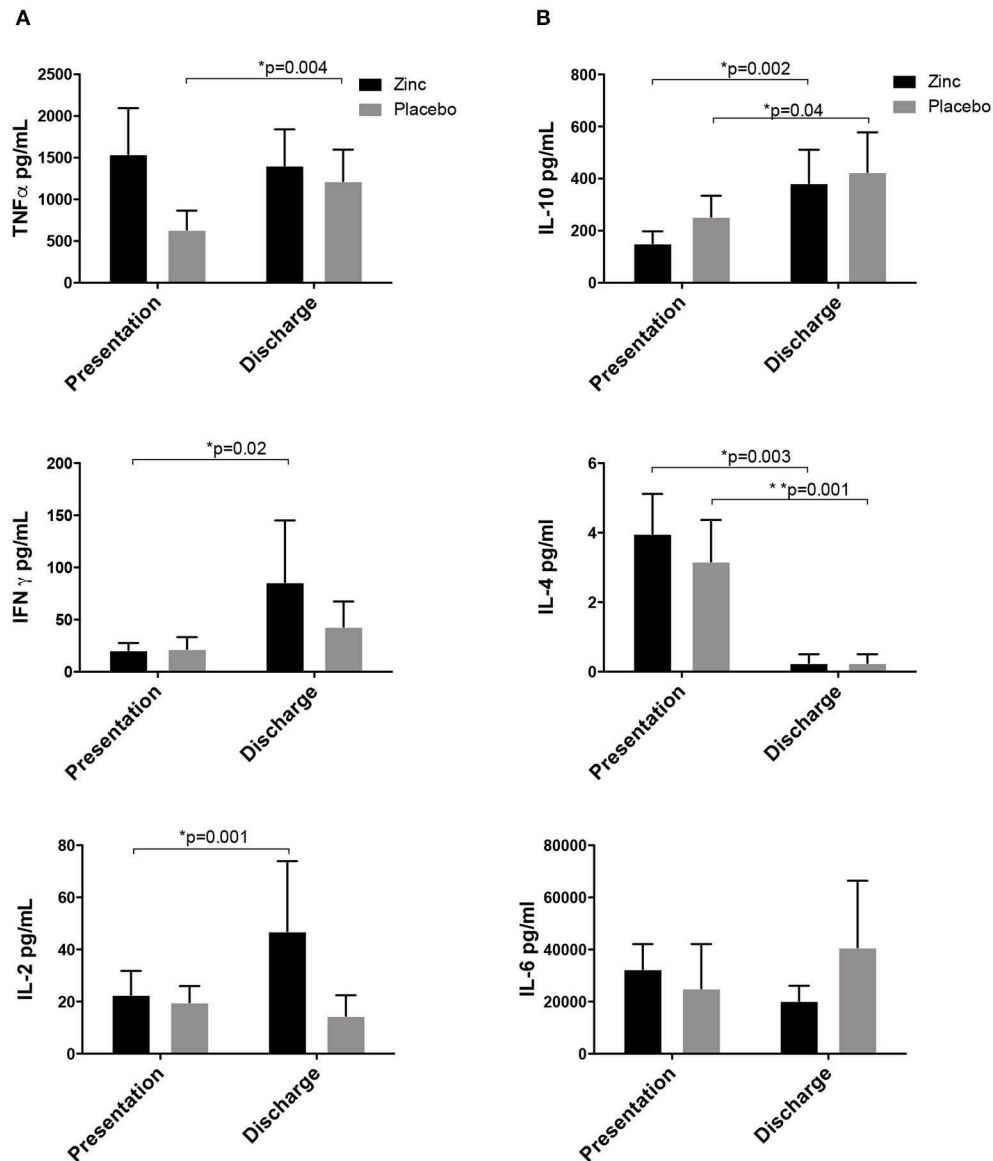 A
*p=0.004
2500
2000
1500
1000
500
0
TNFα pg/mL
Zinc
Placebo
Presentation
Discharge
*p=0.02
200
150
100
50
0
IFN γ pg/mL
Presentation
Discharge
*p=0.001
80
60
40
20
0
IL-2 pg/mL
Presentation
Discharge
B
*p=0.002
*p=0.04
800
600
400
200
0
IL-10 pg/mL
Zinc
Placebo
Presentation
Discharge
*p=0.003
* *p=0.001
6
4
2
0
IL-4 pg/ml
Presentation
Discharge
80000
60000
40000
20000
0
IL-6 pg/ml
Presentation
Discharge